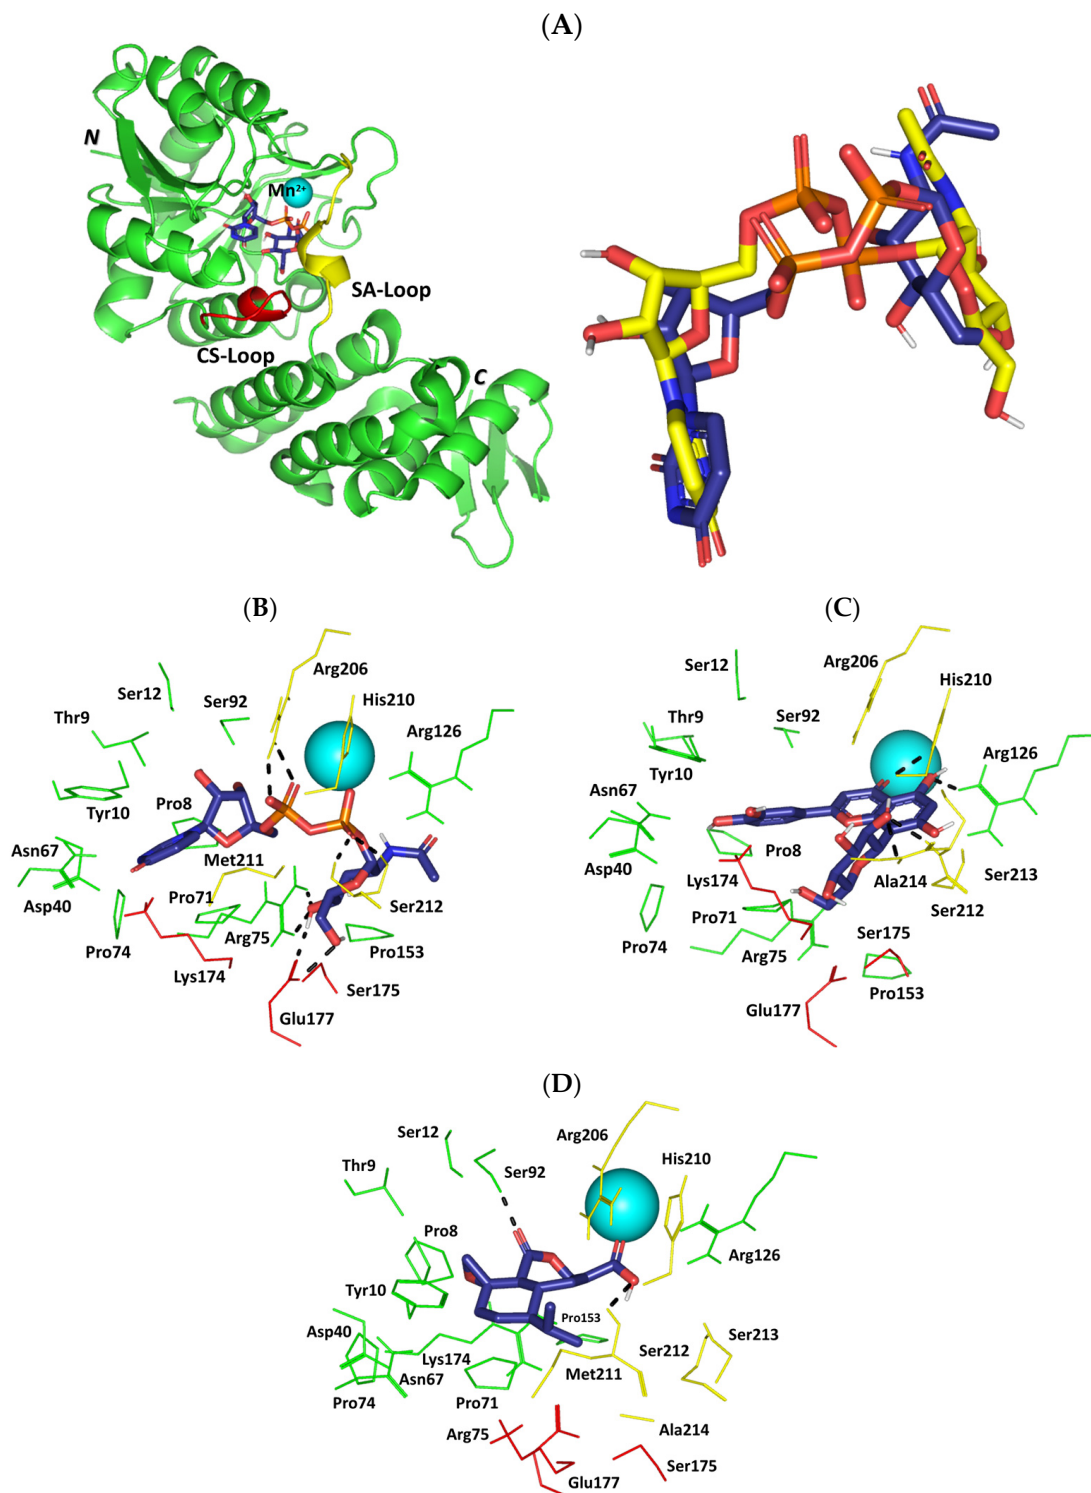 (A)
N
Mn2+
SA-Loop
CS-Loop
C
(B)
Arg206
Ser12
Ser92
His210
Thr9
Arg126
Tyr10
Pro8
Asn67
Met211
Asp40
Pro71
Ser212
Pro74
Arg75
Pro153
Lys174
Ser175
Glu177
(C)
Ser12
Arg206
His210
Thr9
Ser92
Arg126
Tyr10
Asn67
Pro8
Asp40
Lys174
Ala214
Ser213
Pro71
Ser212
Pro74
Arg75
Ser175
Pro153
Glu177
(D)
Ser12
Arg206
Ser92
His210
Thr9
Pro8
Arg126
Tyr10
Pro153
Asp40
Lys174
Ser213
Ser212
Asn67
Met211
Pro74
Pro71
Ala214
Arg75
Ser175
Glu177